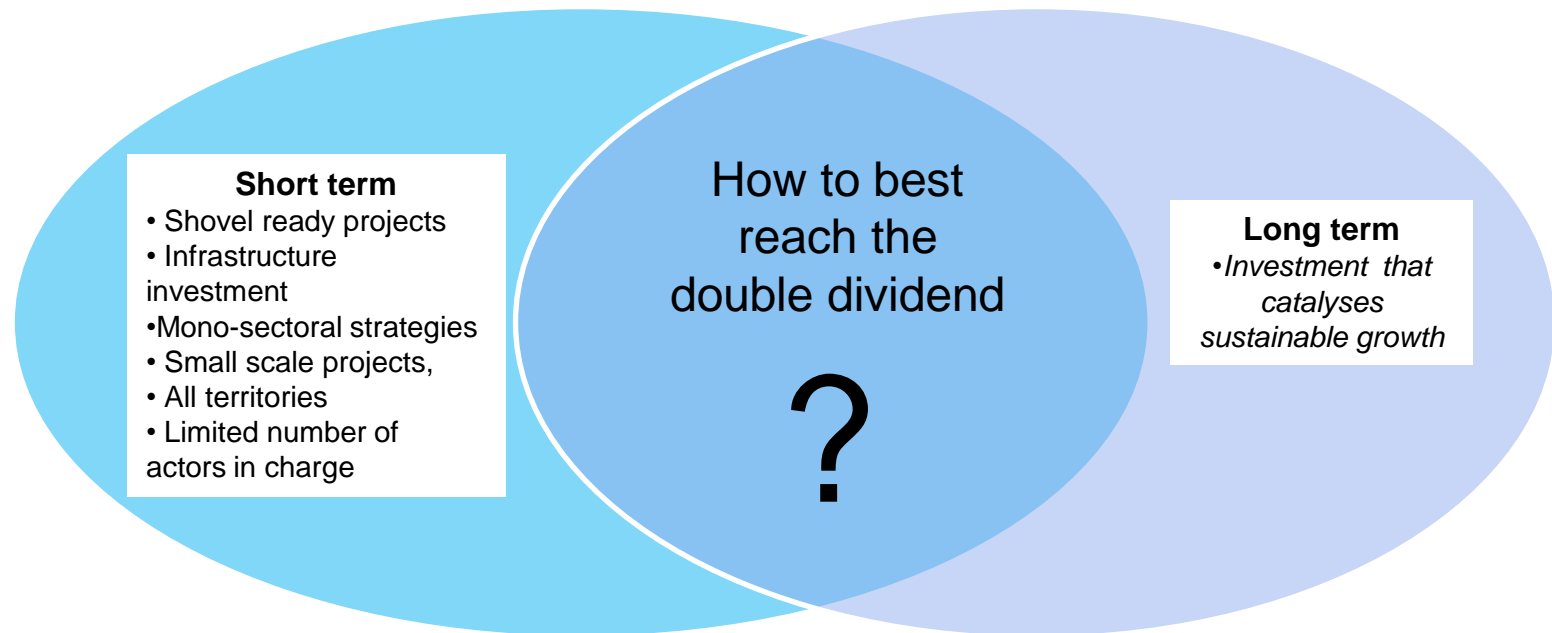 Short term
• Shovel ready projects
• Infrastructure
investment
•Mono-sectoral strategies
• Small scale projects,
• All territories
• Limited number of
actors in charge
How to best
reach the
double dividend
?
Long term
•Investment that
catalyses
sustainable growth